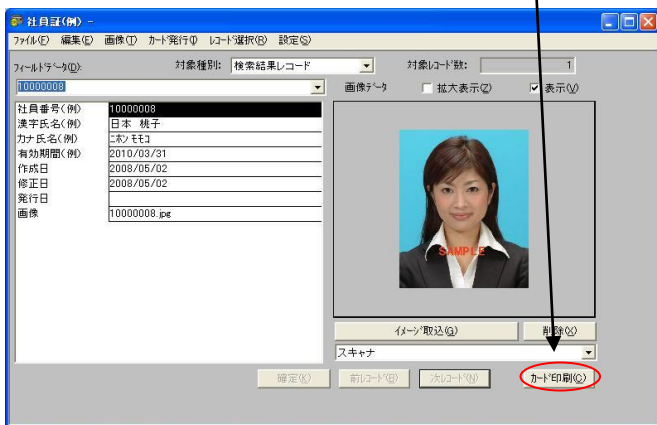 社員証(例) -
ファイル(F) 編集(E) 画像(T) カード発行(I) レコード選択(R) 設定(S)
フィールドデータ(D): 対象種別: 検索結果レコード 対象レコード数: 1
10000008 画像データ 拡大表示(Z) 表示(V)
社員番号(例) 10000008
漢字氏名(例) 日本 桃子
カナ氏名(例) ニホン モモコ
有効期間(例) 2010/03/31
作成日 2008/05/02
修正日 2008/05/02
発行日
画像 10000008.jpg
SAMPLE
イメージ取込(G) 削除(X)
スキャナ
確定(K) 前レコード(B) 次レコード(N) カード印刷(C)